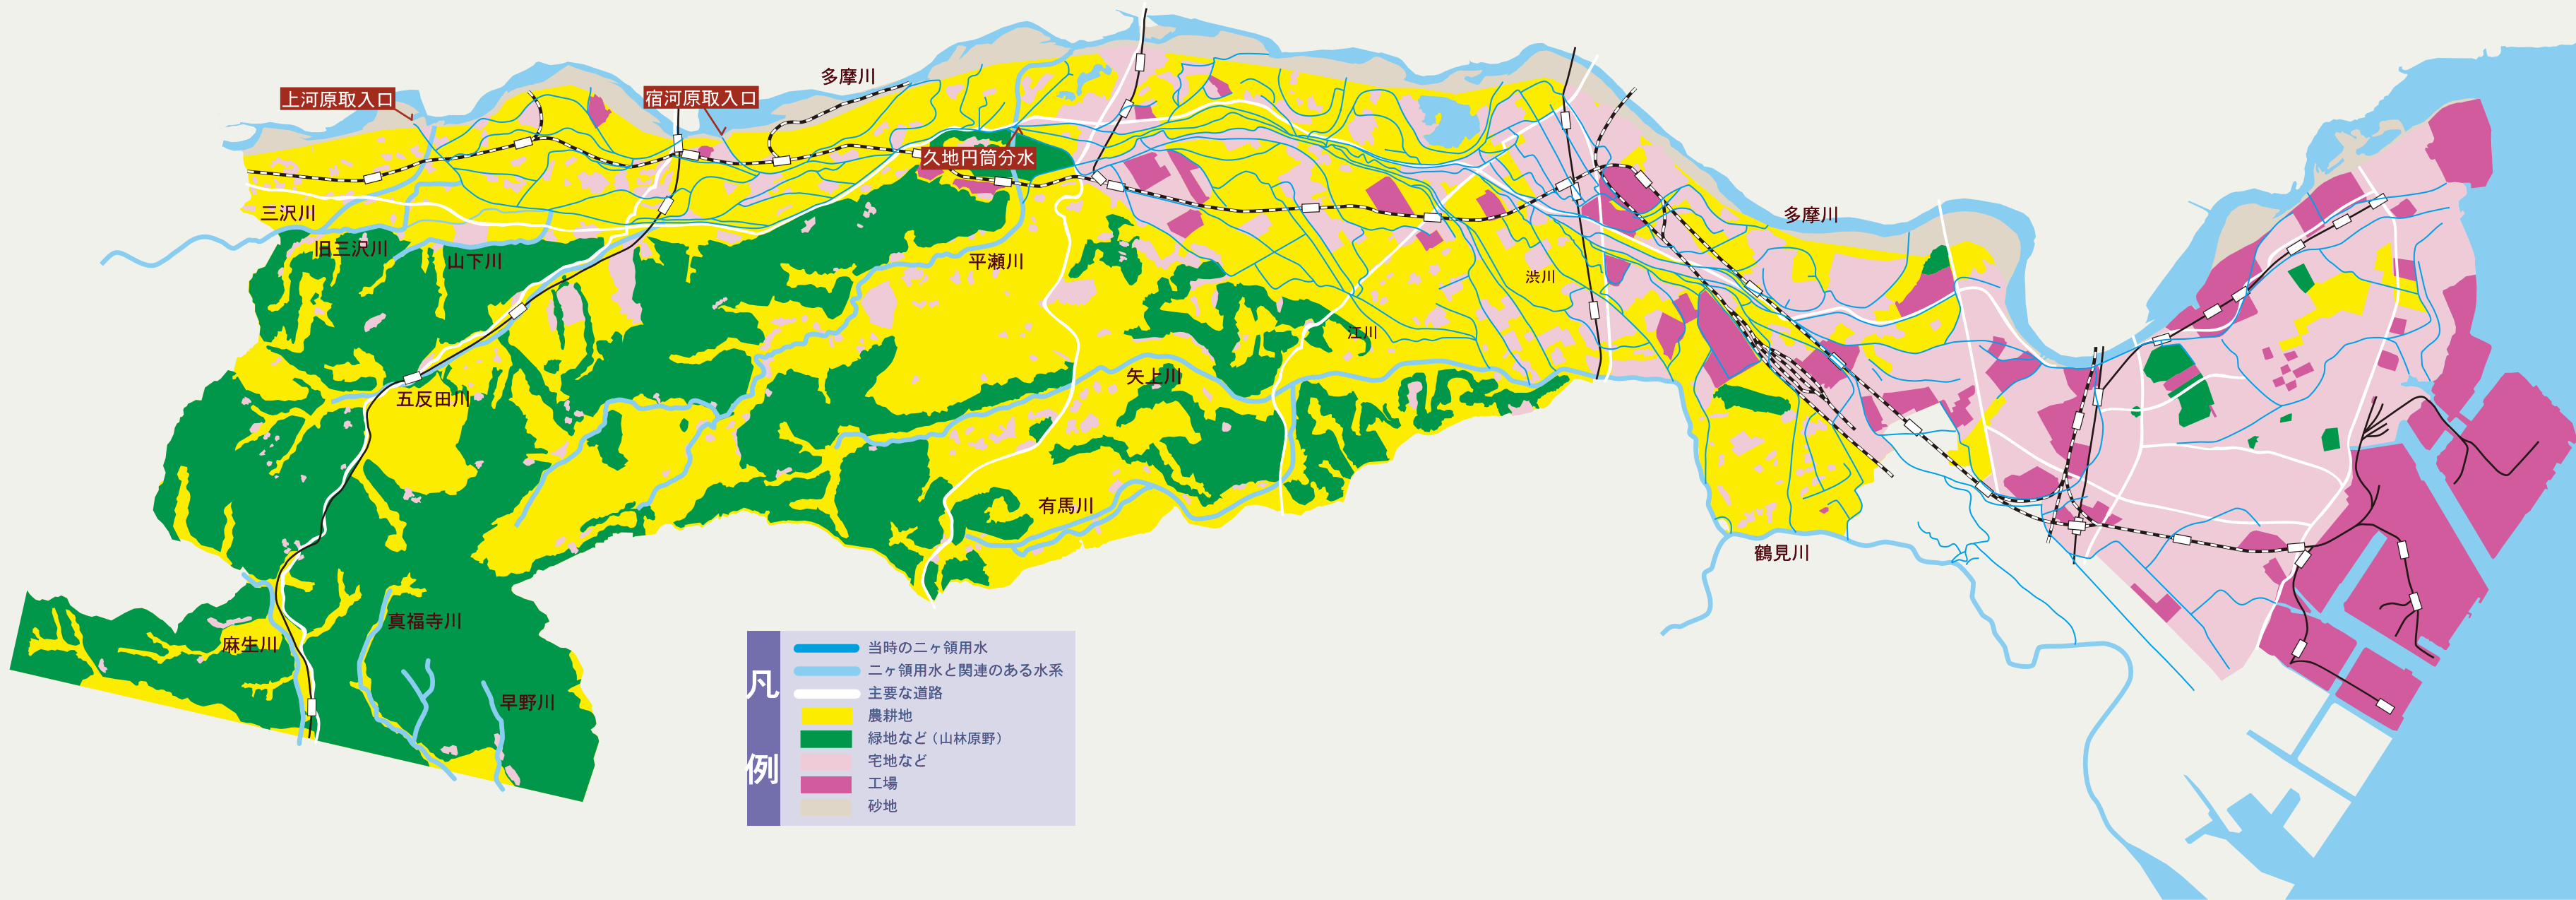 多摩川
上河原取入口
宿河原取入口
久地円筒分水
三沢川
旧三沢川
山下川
平瀬川
多摩川
渋川
江川
矢上川
五反田川
有馬川
鶴見川
真福寺川
麻生川
早野川
凡例
当時の二ヶ領用水
二ヶ領用水と関連のある水系
主要な道路
農耕地
緑地など（山林原野）
宅地など
工場
砂地